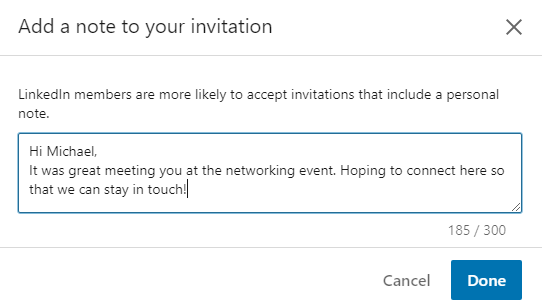 Add a note to your invitation
LinkedIn members are more likely to accept invitations that include a personal
note.
Hi Michael,
It was great meeting you at the networking event. Hoping to connect here so
that we can stay in touch!
185 / 300
Cancel Done